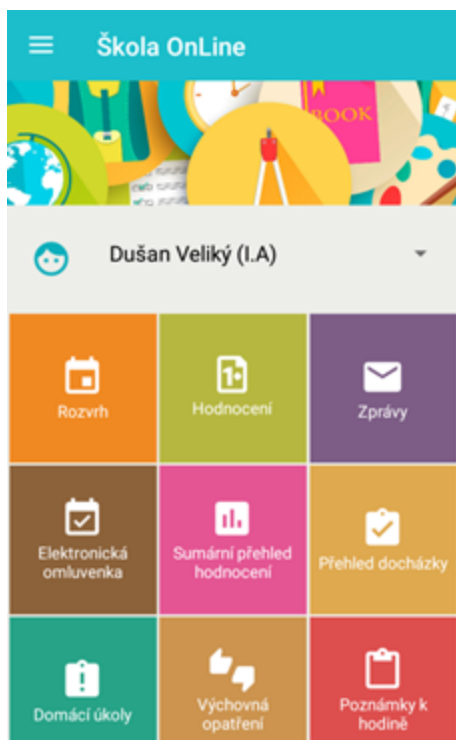 Škola OnLine
BOOK
Dušan Veliký (I.A)
Rozvrh
Hodnocení
Zprávy
Elektronická
omluvenka
Sumární přehled
hodnocení
Přehled docházky
Domácí úkoly
Výchovná
opatření
Poznámky k
hodině